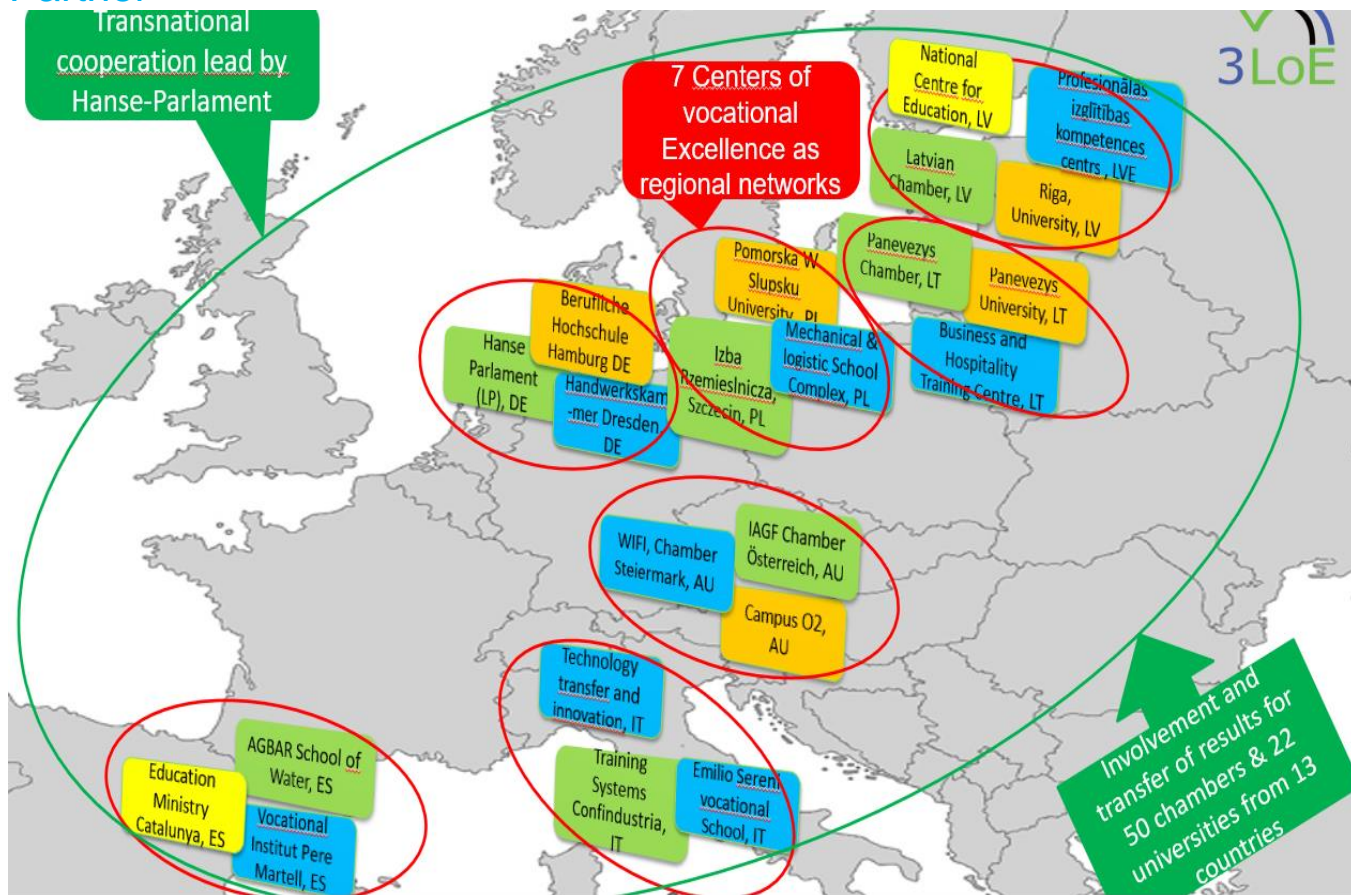 Transnational
cooperation lead by
Hanse-Parlament
7 Centers of
vocational
Excellence as
regional networks
3LoE
National
Centre for
Education, LV
Profesionālās
izglītības
kompetences
centrs , LVE
Latvian
Chamber, LV
Riga,
University, LV
Pomorska W
Slupsku
University, PL
Panevezys
Chamber, LT
Panevezys
University, LT
Business and
Hospitality
Training Centre, LT
Mechanical &
logistic School
Complex, PL
Izba
Rzemieslnicza,
Szczecin, PL
Berufliche
Hochschule
Hamburg DE
Hanse
Parlament
(LP), DE
Handwerkskam
-mer Dresden,
DE
WIFI, Chamber
Steiermark, AU
IAGF Chamber
Österreich, AU
Campus O2,
AU
Technology
transfer and
innovation, IT
Training
Systems
Confindustria,
IT
Emilio Sereni
vocational
School, IT
AGBAR School of
Water, ES
Education
Ministry
Catalunya, ES
Vocational
Institut Pere
Martell, ES
Involvement and
transfer of results for
50 chambers & 22
universities from 13
countries